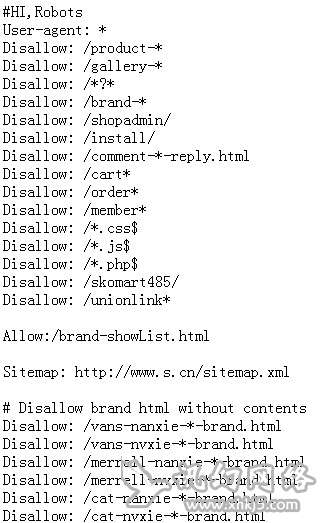 #HI,Robots
User-agent: *
Disallow: /product-*
Disallow: /gallery-*
Disallow: /*?*
Disallow: /brand-*
Disallow: /shopadmin/
Disallow: /install/
Disallow: /comment-*-reply.html
Disallow: /cart*
Disallow: /order*
Disallow: /member*
Disallow: /*.css$
Disallow: /*.js$
Disallow: /*.php$
Disallow: /skomart485/
Disallow: /unionlink*
Allow:/brand-showList.html
Sitemap: http://www.s.cn/sitemap.xml
# Disallow brand html without contents
Disallow: /vans-nanxie-*-brand.html
Disallow: /vans-nvxie-*-brand.html
Disallow: /merrell-nanxie-*-brand.html
Disallow: /merrell-nvxie-*-brand.html
Disallow: /cat-nanxie-*-brand.html
Disallow: /cat-nvxie-*-brand.html
www.xhkj5.com